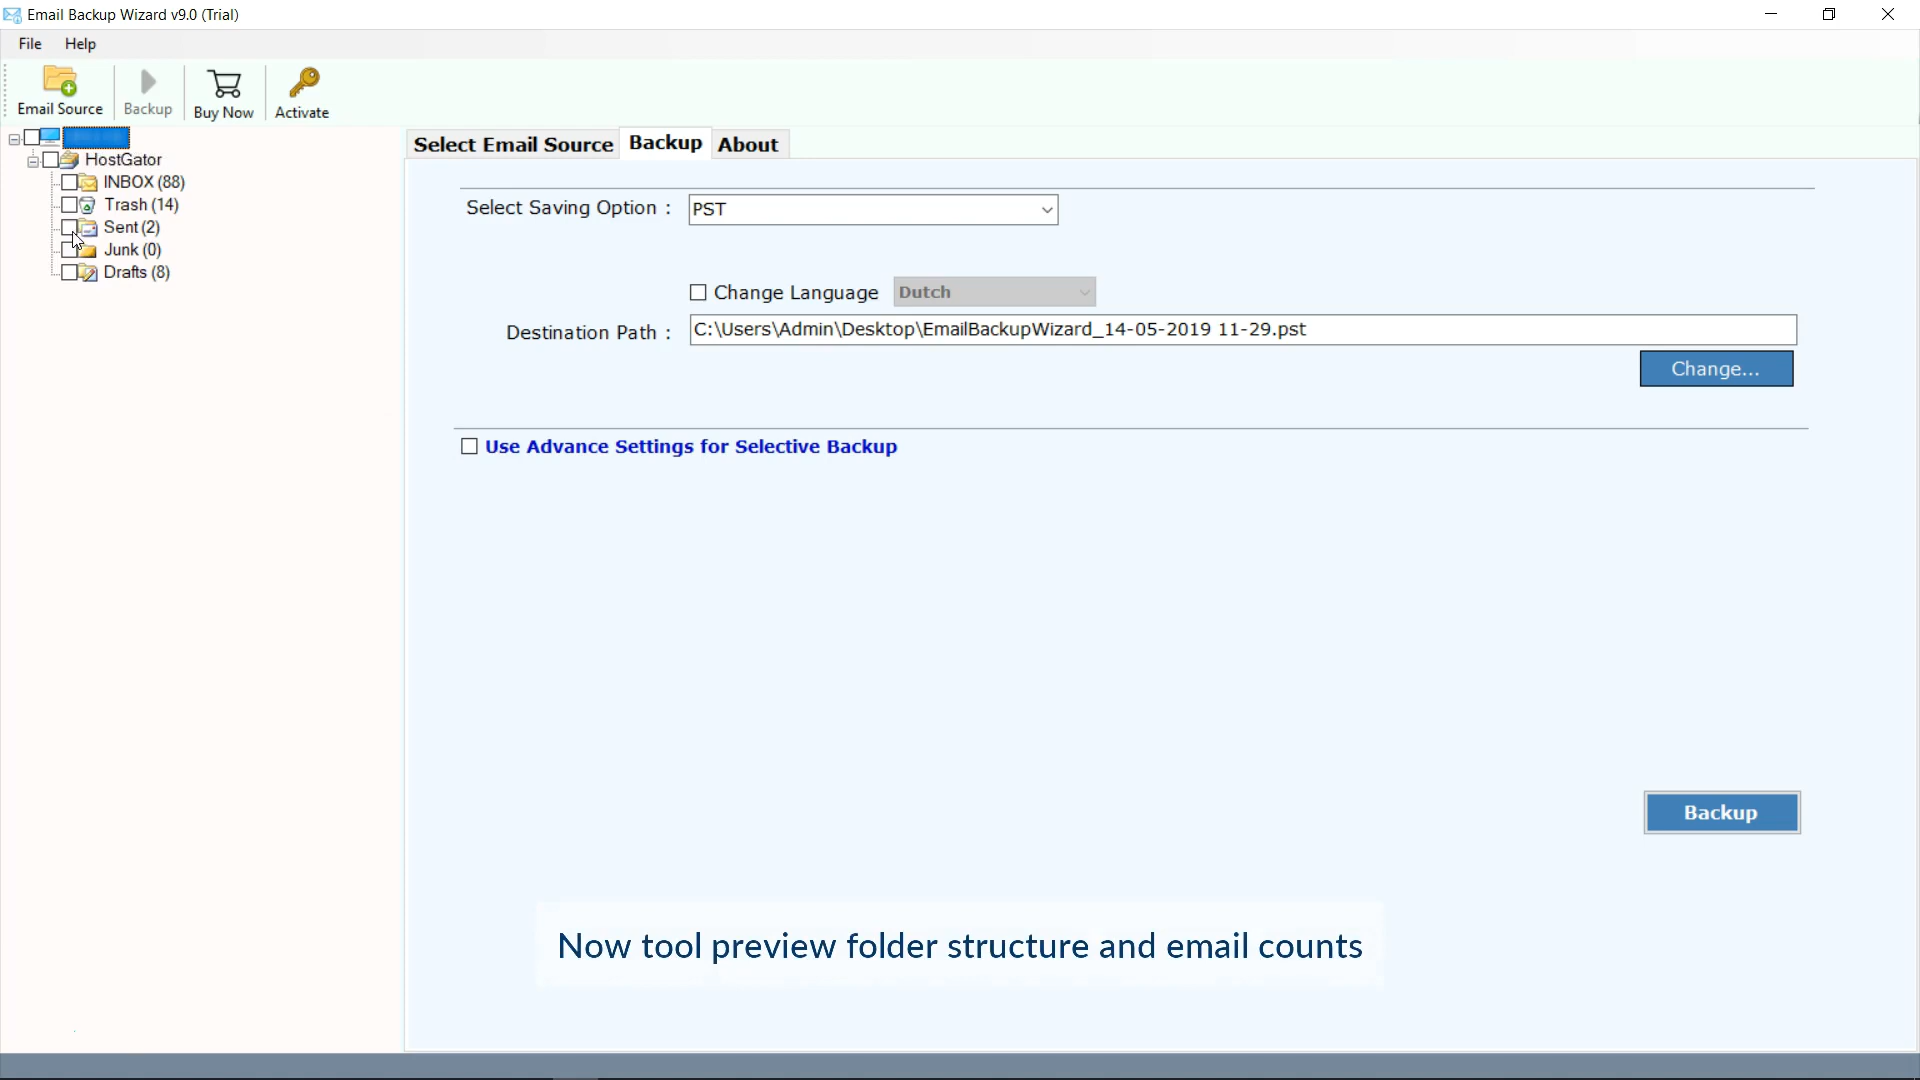 Email Backup Wizard v9.0 (Trial)
File Help
Email Source Backup Buy Now Activate
HostGator
INBOX (88)
Trash (14)
Sent (2)
Junk (0)
Drafts (8)
Select Email Source Backup About
Select Saving Option : PST
Change Language Dutch
Destination Path : C:\Users\Admin\Desktop\EmailBackupWizard_14-05-2019 11-29.pst
Change...
Use Advance Settings for Selective Backup
Backup
Now tool preview folder structure and email counts